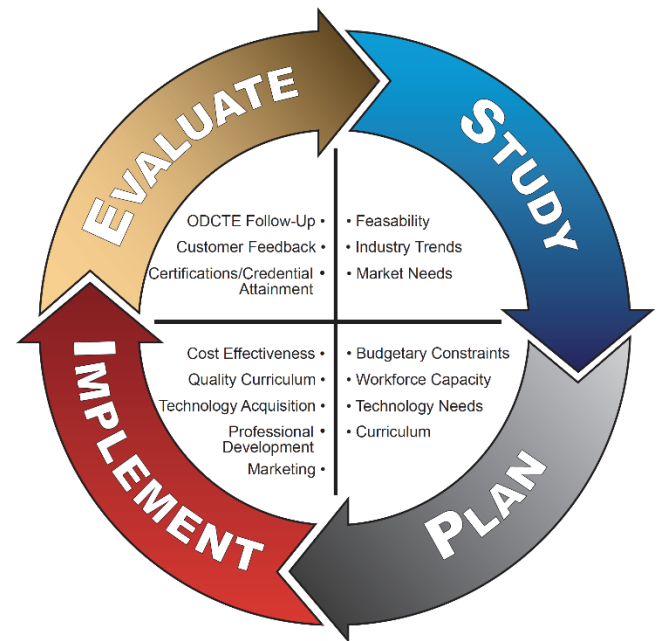 EVALUATE
STUDY
ODCTE Follow-Up •
Customer Feedback •
Certifications/Credential •
Attainment
• Feasability
• Industry Trends
• Market Needs
Cost Effectiveness •
Quality Curriculum •
Technology Acquisition •
Professional •
Development
Marketing •
• Budgetary Constraints
• Workforce Capacity
• Technology Needs
• Curriculum
IMPLEMENT
PLAN